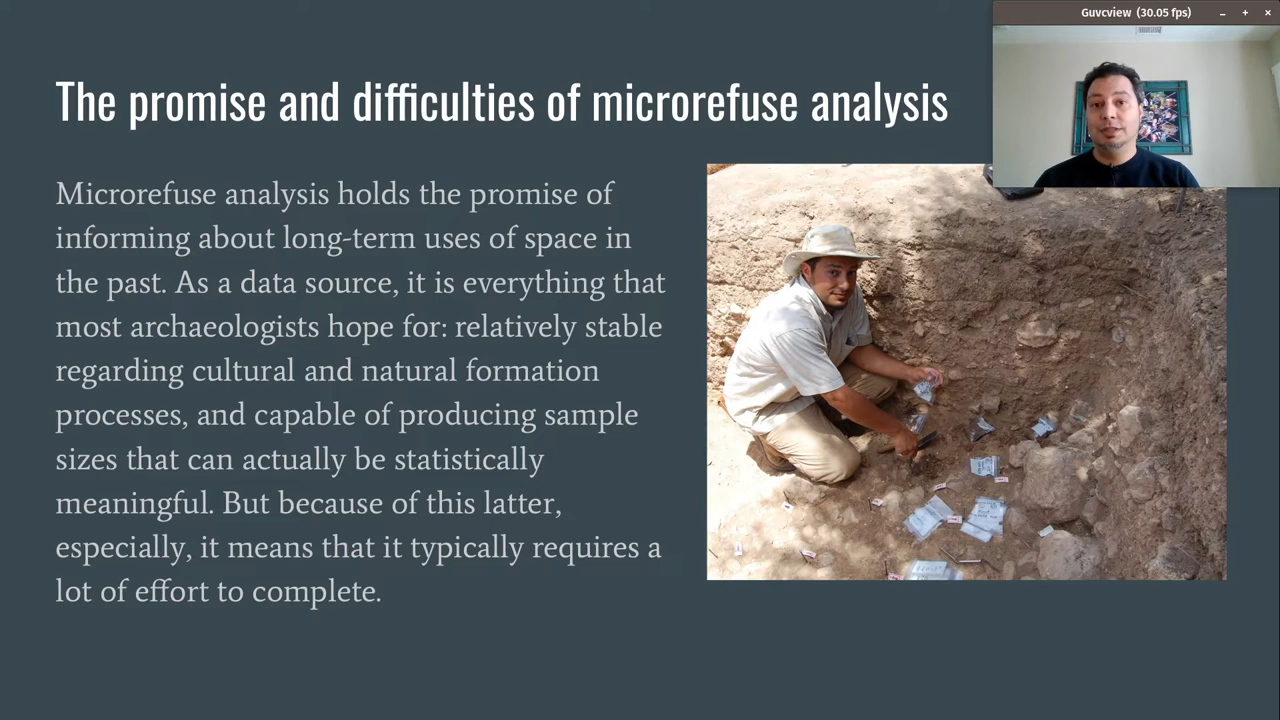 Guvcview (30.05 fps)
The promise and difficulties of microrefuse analysis
Microrefuse analysis holds the promise of
informing about long-term uses of space in
the past. As a data source, it is everything that
most archaeologists hope for: relatively stable
regarding cultural and natural formation
processes, and capable of producing sample
sizes that can actually be statistically
meaningful. But because of this latter,
especially, it means that it typically requires a
lot of effort to complete.